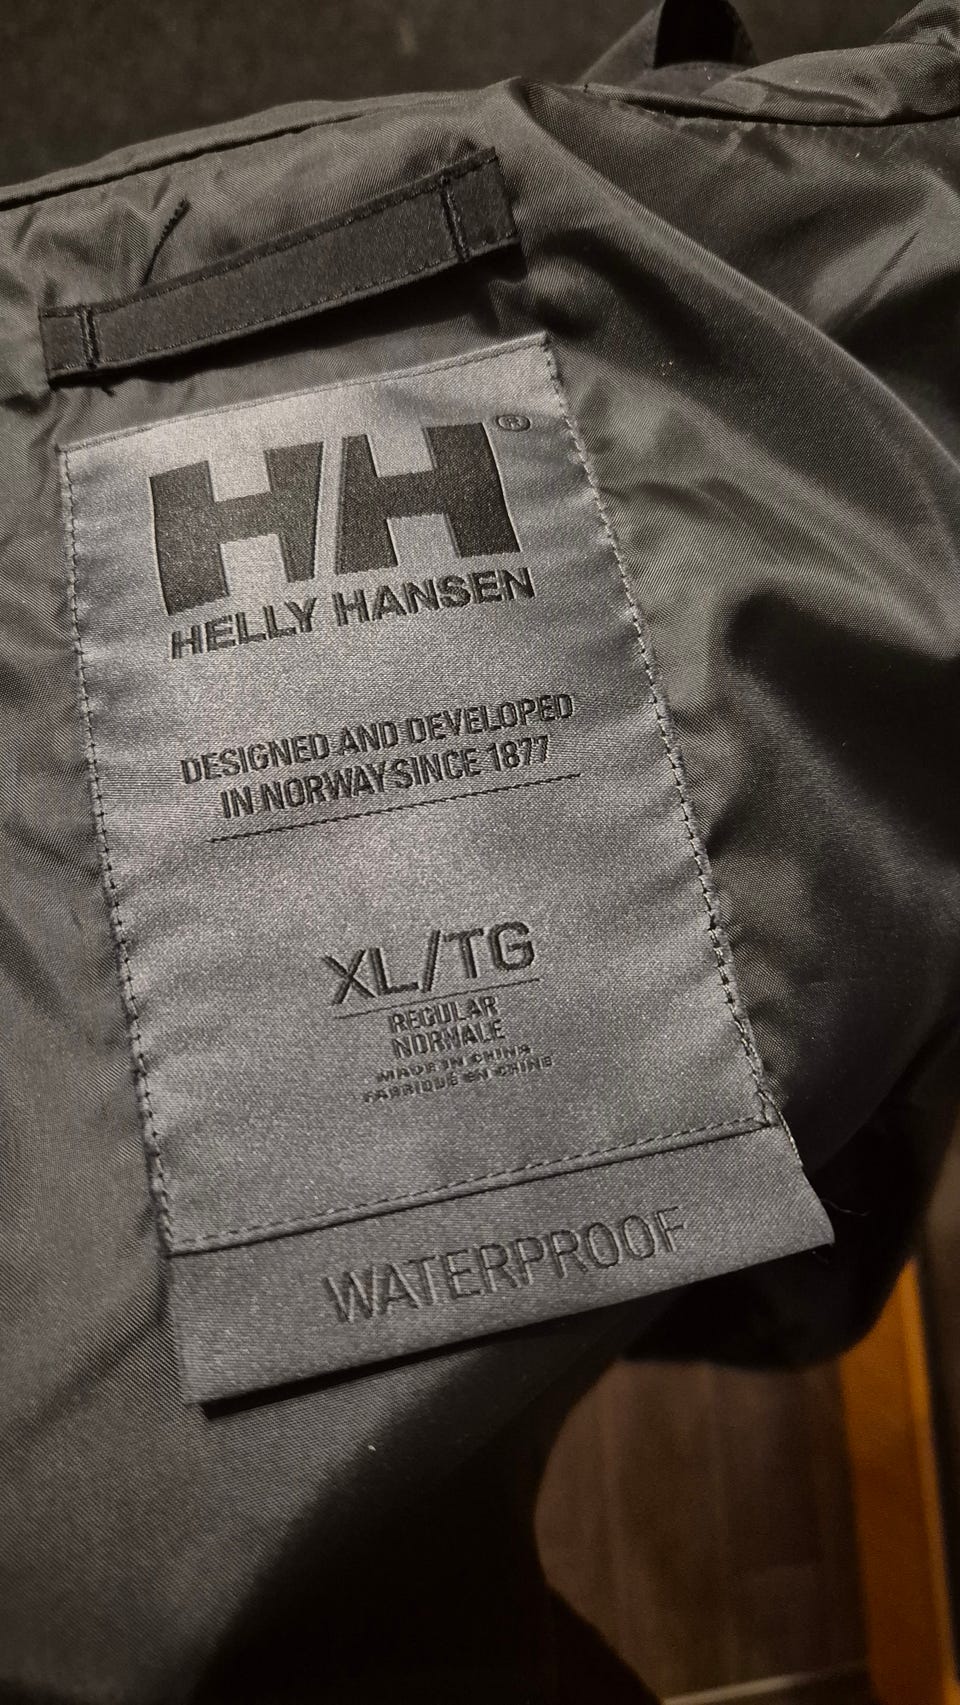 HH®
HELLY HANSEN
DESIGNED AND DEVELOPED
IN NORWAY SINCE 1877
XL/TG
REGULAR
NORMALE
MADE IN CHINA
FABRIQUÉ EN CHINE
WATERPROOF